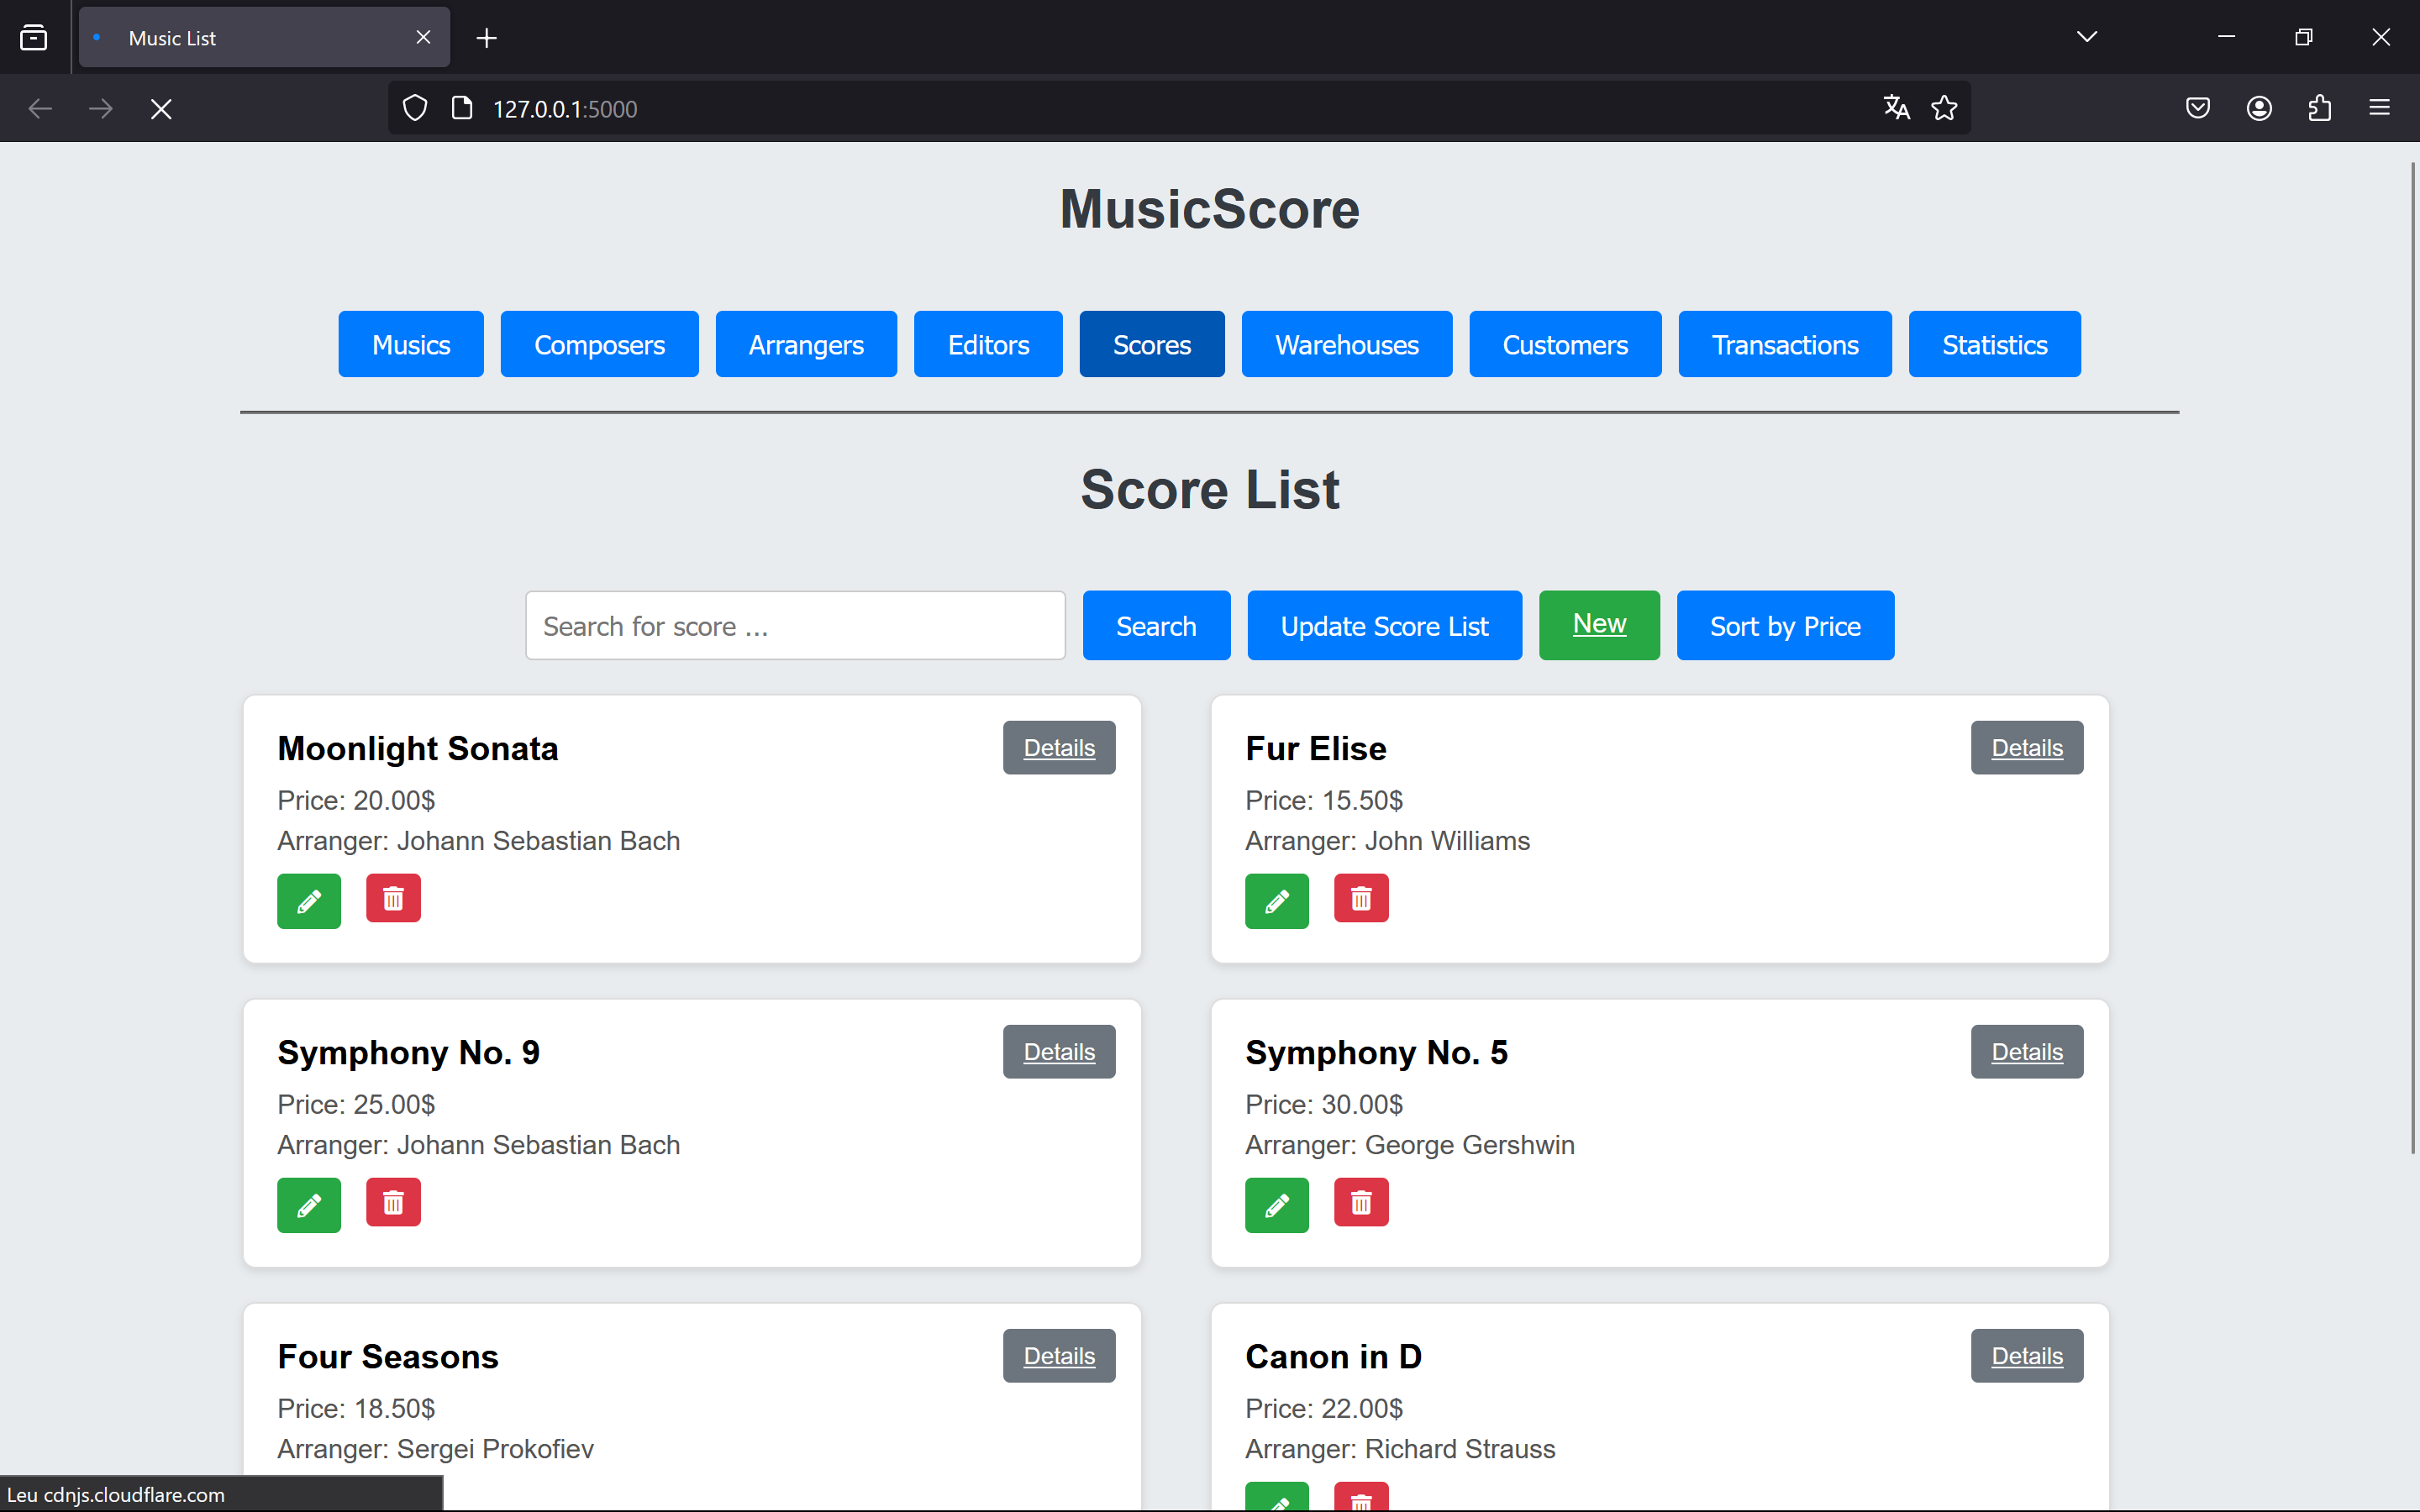 Music List
127.0.0.1:5000
MusicScore
Musics Composers Arrangers Editors Scores Warehouses Customers Transactions Statistics
Score List
Search for score ... Search Update Score List New Sort by Price
Moonlight Sonata Details
Price: 20.00$
Arranger: Johann Sebastian Bach
Fur Elise Details
Price: 15.50$
Arranger: John Williams
Symphony No. 9 Details
Price: 25.00$
Arranger: Johann Sebastian Bach
Symphony No. 5 Details
Price: 30.00$
Arranger: George Gershwin
Four Seasons Details
Price: 18.50$
Arranger: Sergei Prokofiev
Canon in D Details
Price: 22.00$
Arranger: Richard Strauss
Leu cdnjs.cloudflare.com